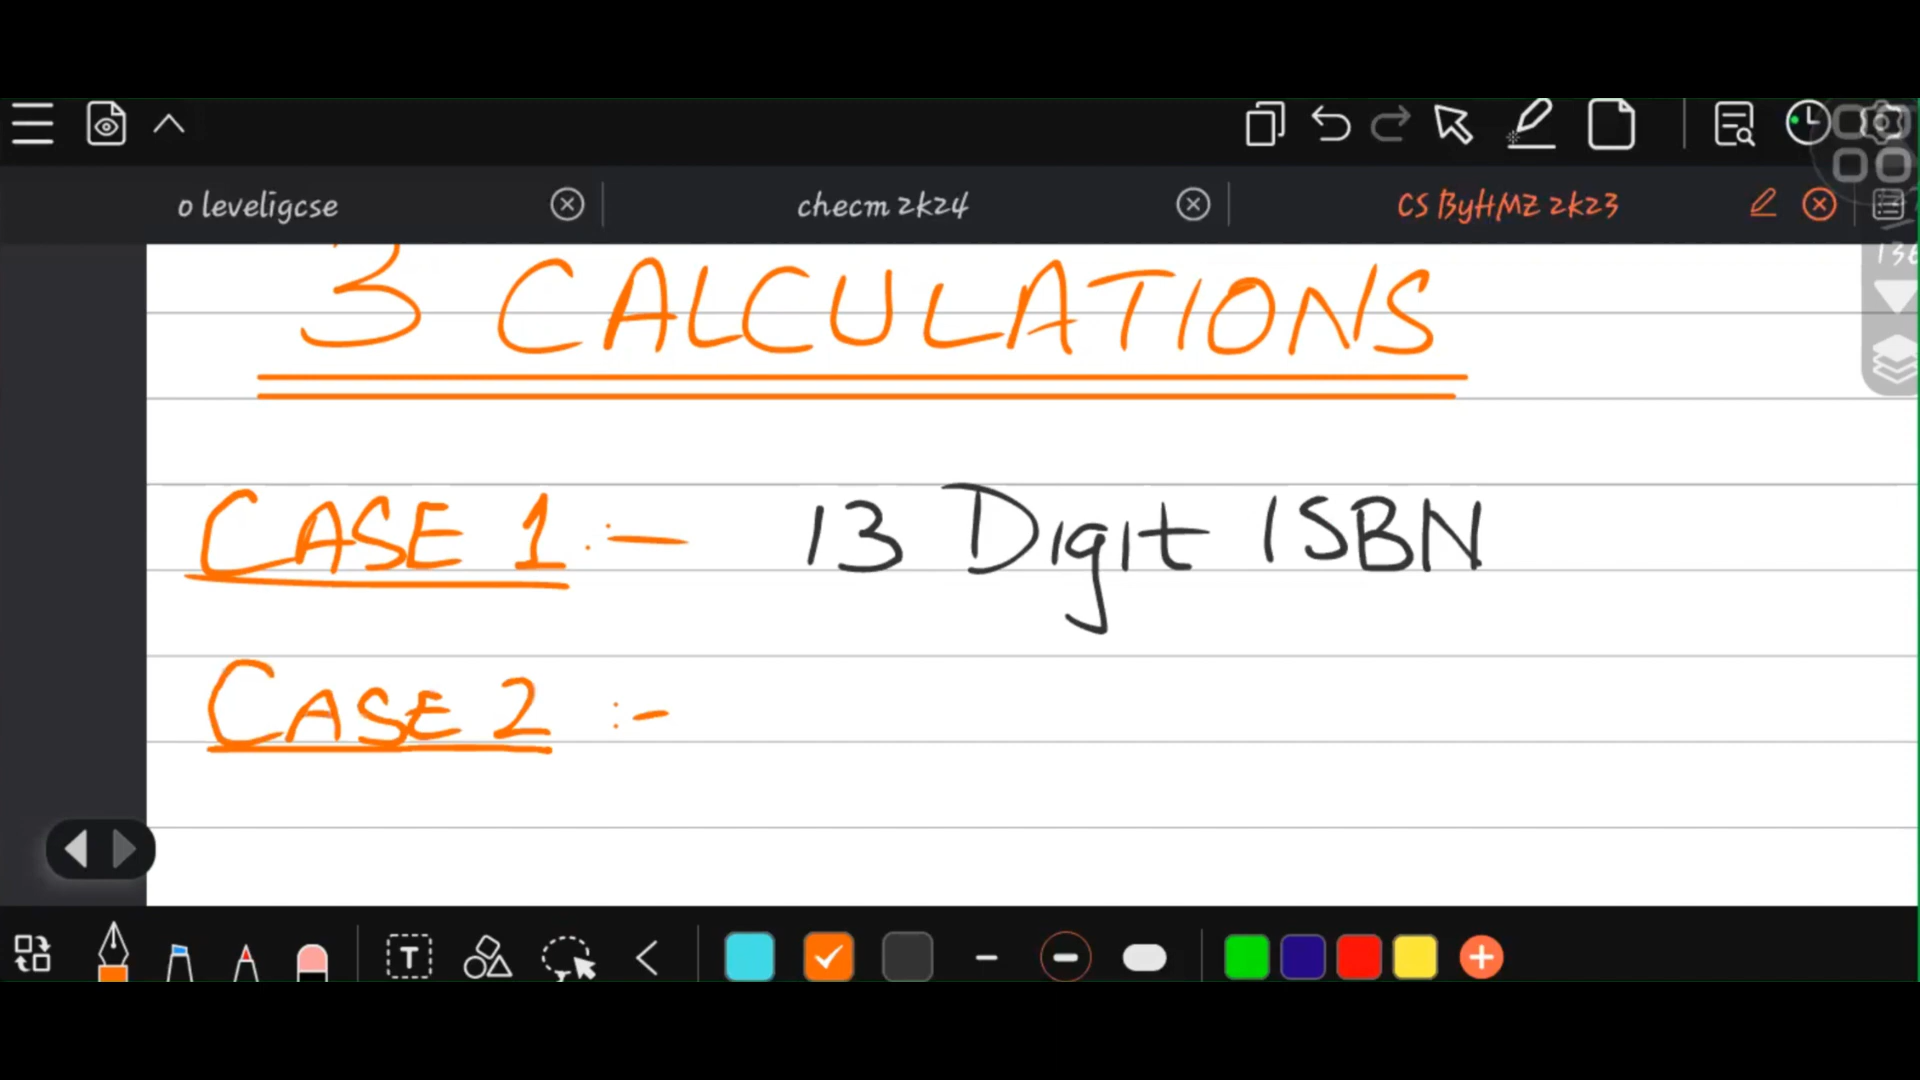 o leveligcse
checm 2k24
CS ByHMZ 2k23
3 CALCULATIONS
CASE 1 :- 13 Digit ISBN
CASE 2 :-
T